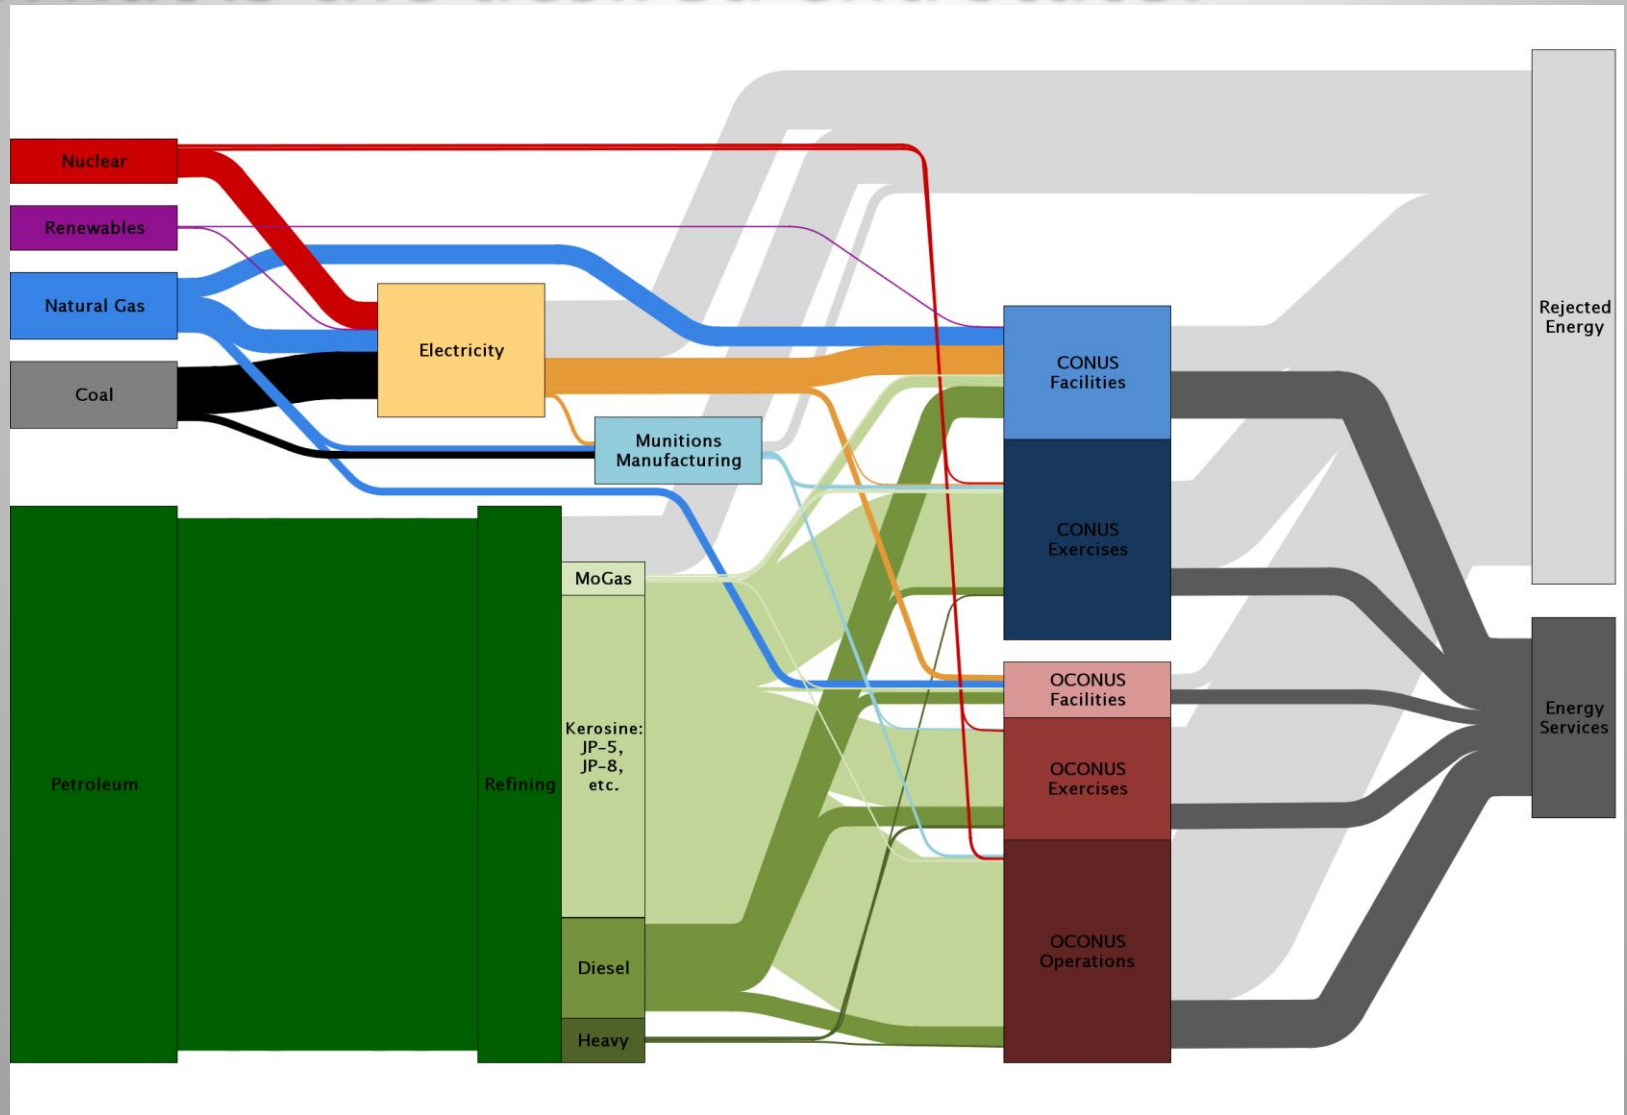 Nuclear
Renewables
Natural Gas
Coal
Petroleum
Electricity
Munitions
Manufacturing
Refining
MoGas
Kerosine:
JP-5,
JP-8,
etc.
Diesel
Heavy
CONUS
Facilities
CONUS
Exercises
OCONUS
Facilities
OCONUS
Exercises
OCONUS
Operations
Rejected
Energy
Energy
Services